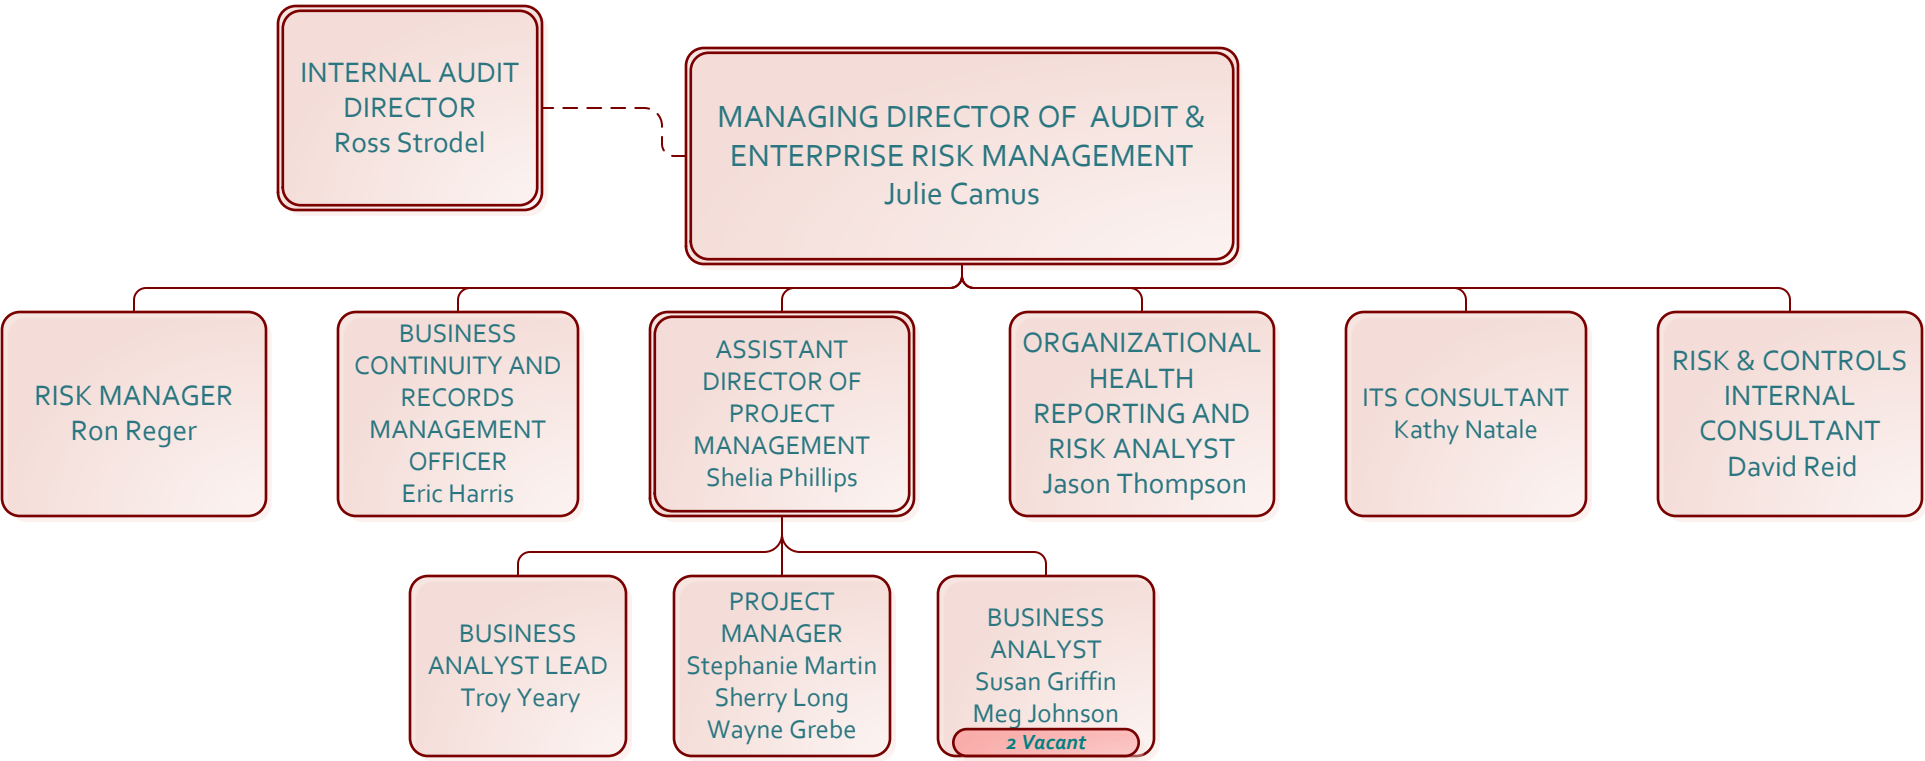 INTERNAL AUDIT
DIRECTOR
Ross Strodel
MANAGING DIRECTOR OF AUDIT &
ENTERPRISE RISK MANAGEMENT
Julie Camus
RISK MANAGER
Ron Reger
BUSINESS
CONTINUITY AND
RECORDS
MANAGEMENT
OFFICER
Eric Harris
ASSISTANT
DIRECTOR OF
PROJECT
MANAGEMENT
Shelia Phillips
ORGANIZATIONAL
HEALTH
REPORTING AND
RISK ANALYST
Jason Thompson
ITS CONSULTANT
Kathy Natale
RISK & CONTROLS
INTERNAL
CONSULTANT
David Reid
BUSINESS
ANALYST LEAD
Troy Yeary
PROJECT
MANAGER
Stephanie Martin
Sherry Long
Wayne Grebe
BUSINESS
ANALYST
Susan Griffin
Meg Johnson
2 Vacant